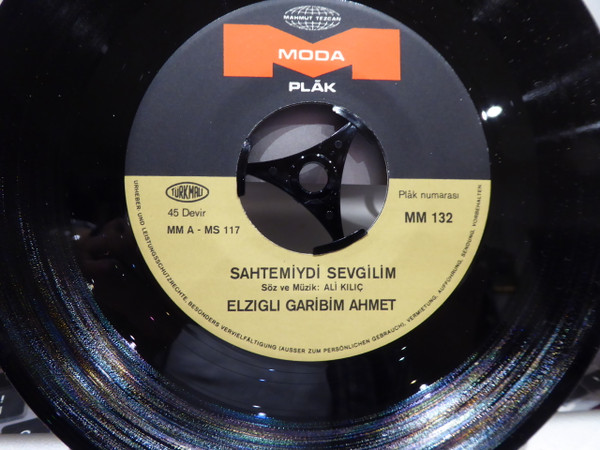 MAHMUT TEZCAN
MODA
PLÂK
TÜRKMALI
45 Devir
MM A - MS 117
Plâk numarası
MM 132
SAHTEMİYDİ SEVGİLİM
Söz ve Müzik: ALİ KILIÇ
ELZIGLI GARİBİM AHMET
URHEBER UND LEISTUNGSSCHUTZRECHTE, BESONDERS VERVIELFÄLTIGUNG (AUSSER ZUM PERSÖNLICHEN GEBRAUCH), VERMIETUNG, AUFFÜHRUNG, SENDUNG, VORBEHALTEN